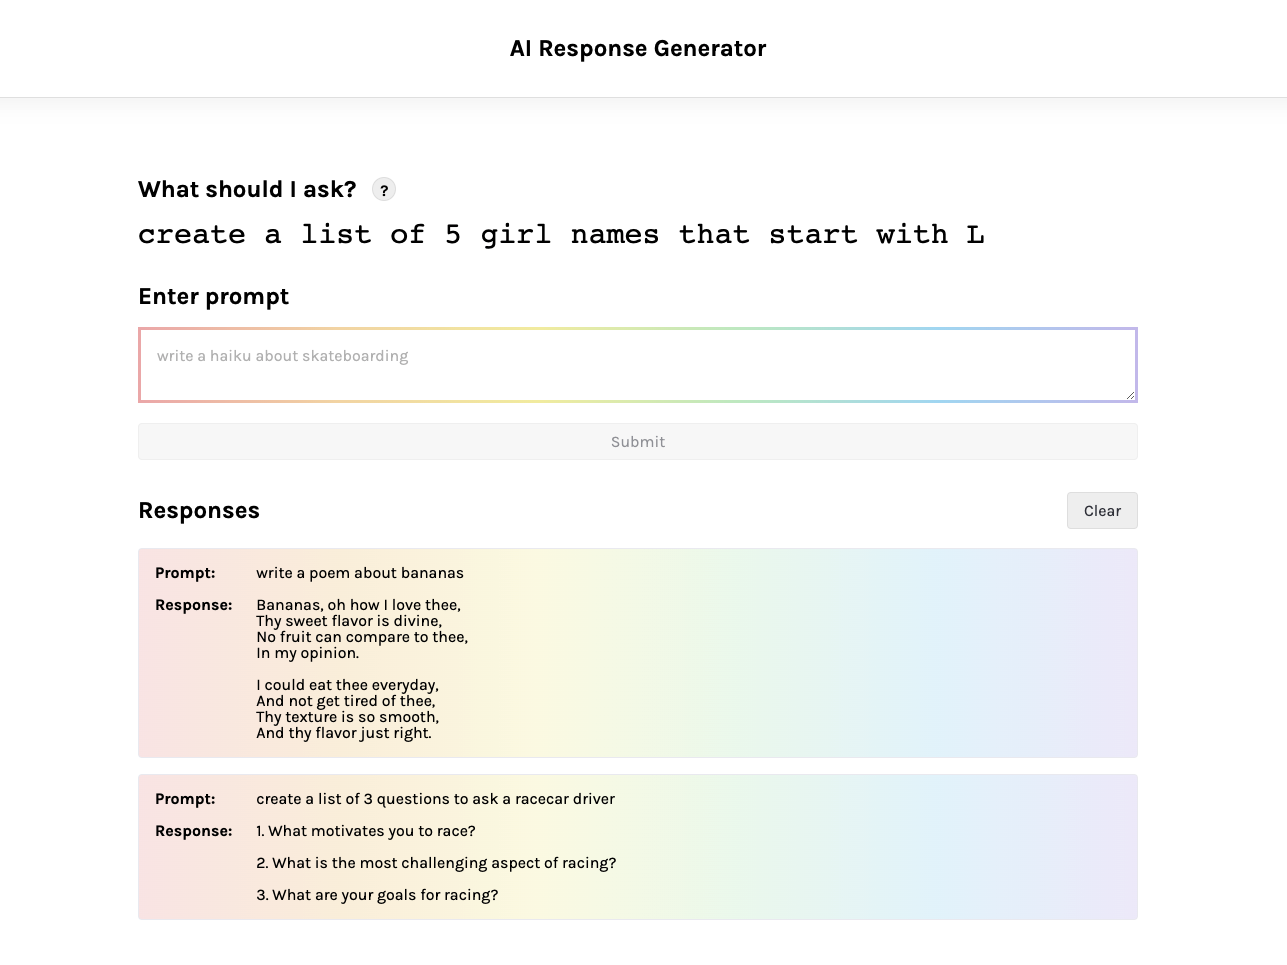 AI Response Generator
What should I ask? ?
create a list of 5 girl names that start with L
Enter prompt
write a haiku about skateboarding
Submit
Responses Clear
Prompt: write a poem about bananas
Response: Bananas, oh how I love thee,
Thy sweet flavor is divine,
No fruit can compare to thee,
In my opinion.
I could eat thee everyday,
And not get tired of thee,
Thy texture is so smooth,
And thy flavor just right.
Prompt: create a list of 3 questions to ask a racecar driver
Response: 1. What motivates you to race?
2. What is the most challenging aspect of racing?
3. What are your goals for racing?